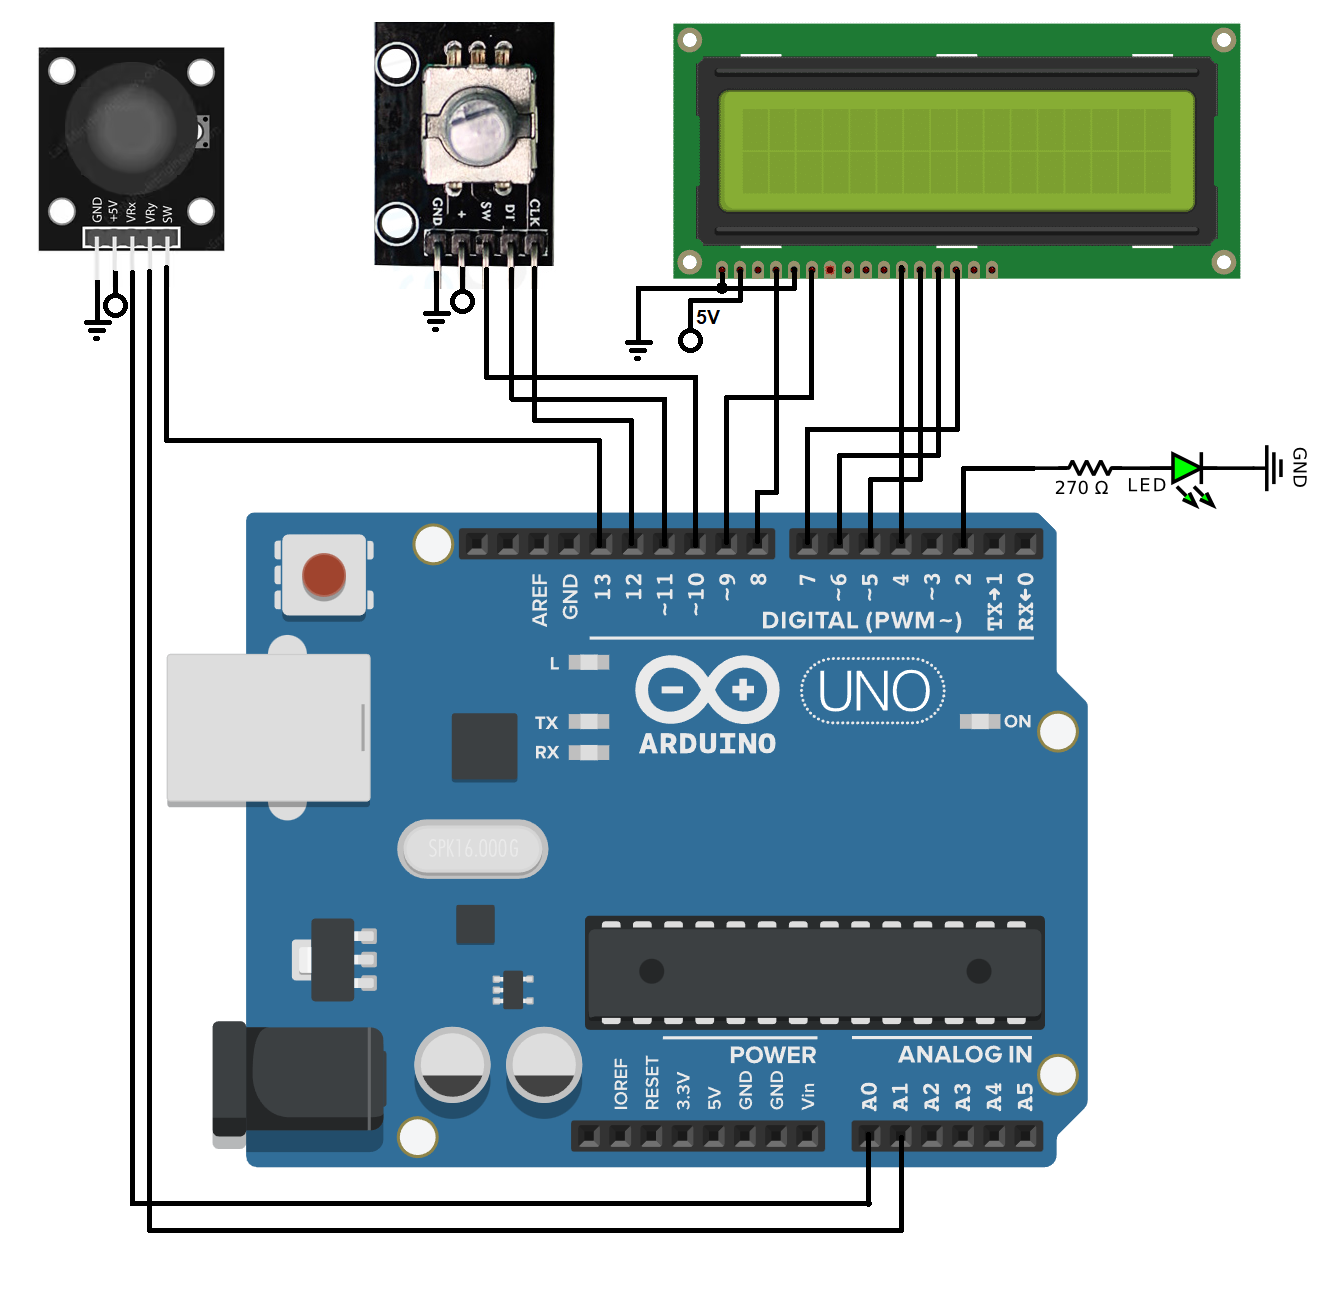 GND
+5V
VRx
VRy
SW
GND
+
SW
DT
CLK
5V
270 Ω
LED
GND
AREF
GND
13
12
~11
~10
~9
8
7
~6
~5
4
~3
2
TX→1
RX←0
DIGITAL (PWM~)
L
TX
RX
ARDUINO
UNO
ON
SPK16.000G
POWER
ANALOG IN
IOREF
RESET
3.3V
5V
GND
GND
Vin
A0
A1
A2
A3
A4
A5